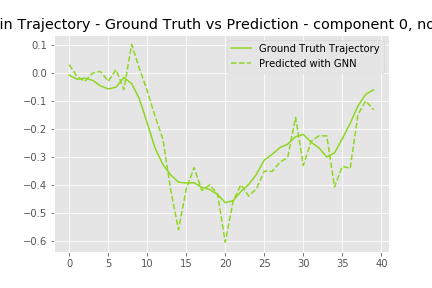 in Trajectory - Ground Truth vs Prediction - component 0, no
Ground Truth Trajectory
Predicted with GNN
0.1
0.0
−0.1
−0.2
−0.3
−0.4
−0.5
−0.6
0 5 10 15 20 25 30 35 40